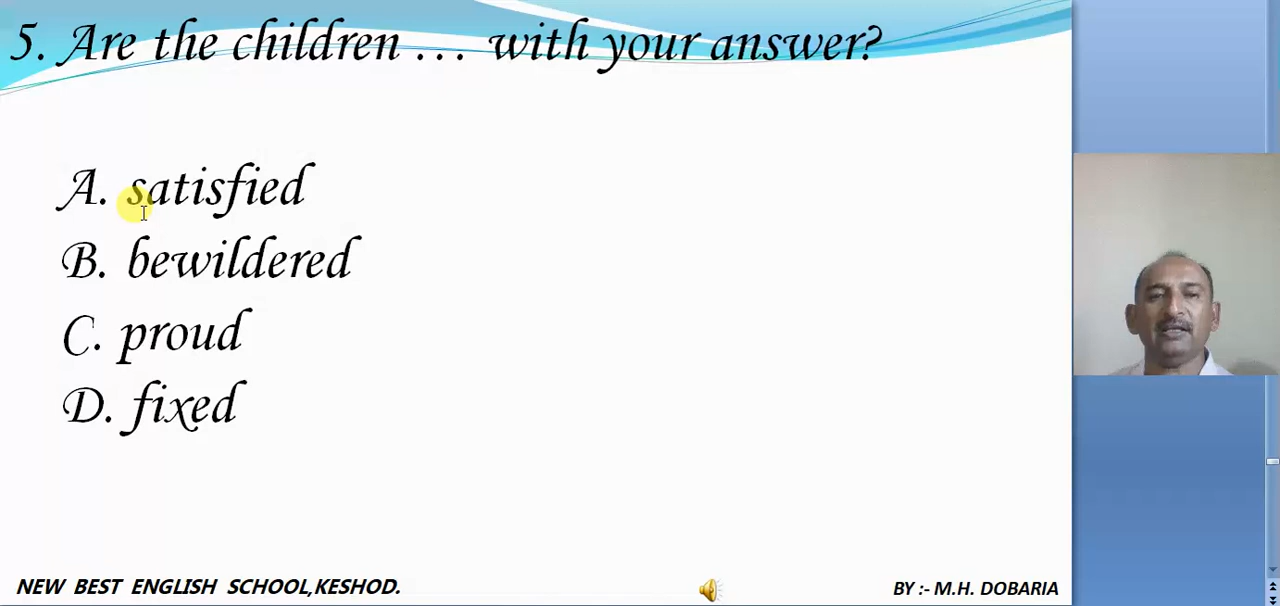 5. Are the children ... with your answer?
A. satisfied
B. bewildered
C. proud
D. fixed
NEW BEST ENGLISH SCHOOL,KESHOD.
BY :- M.H. DOBARIA